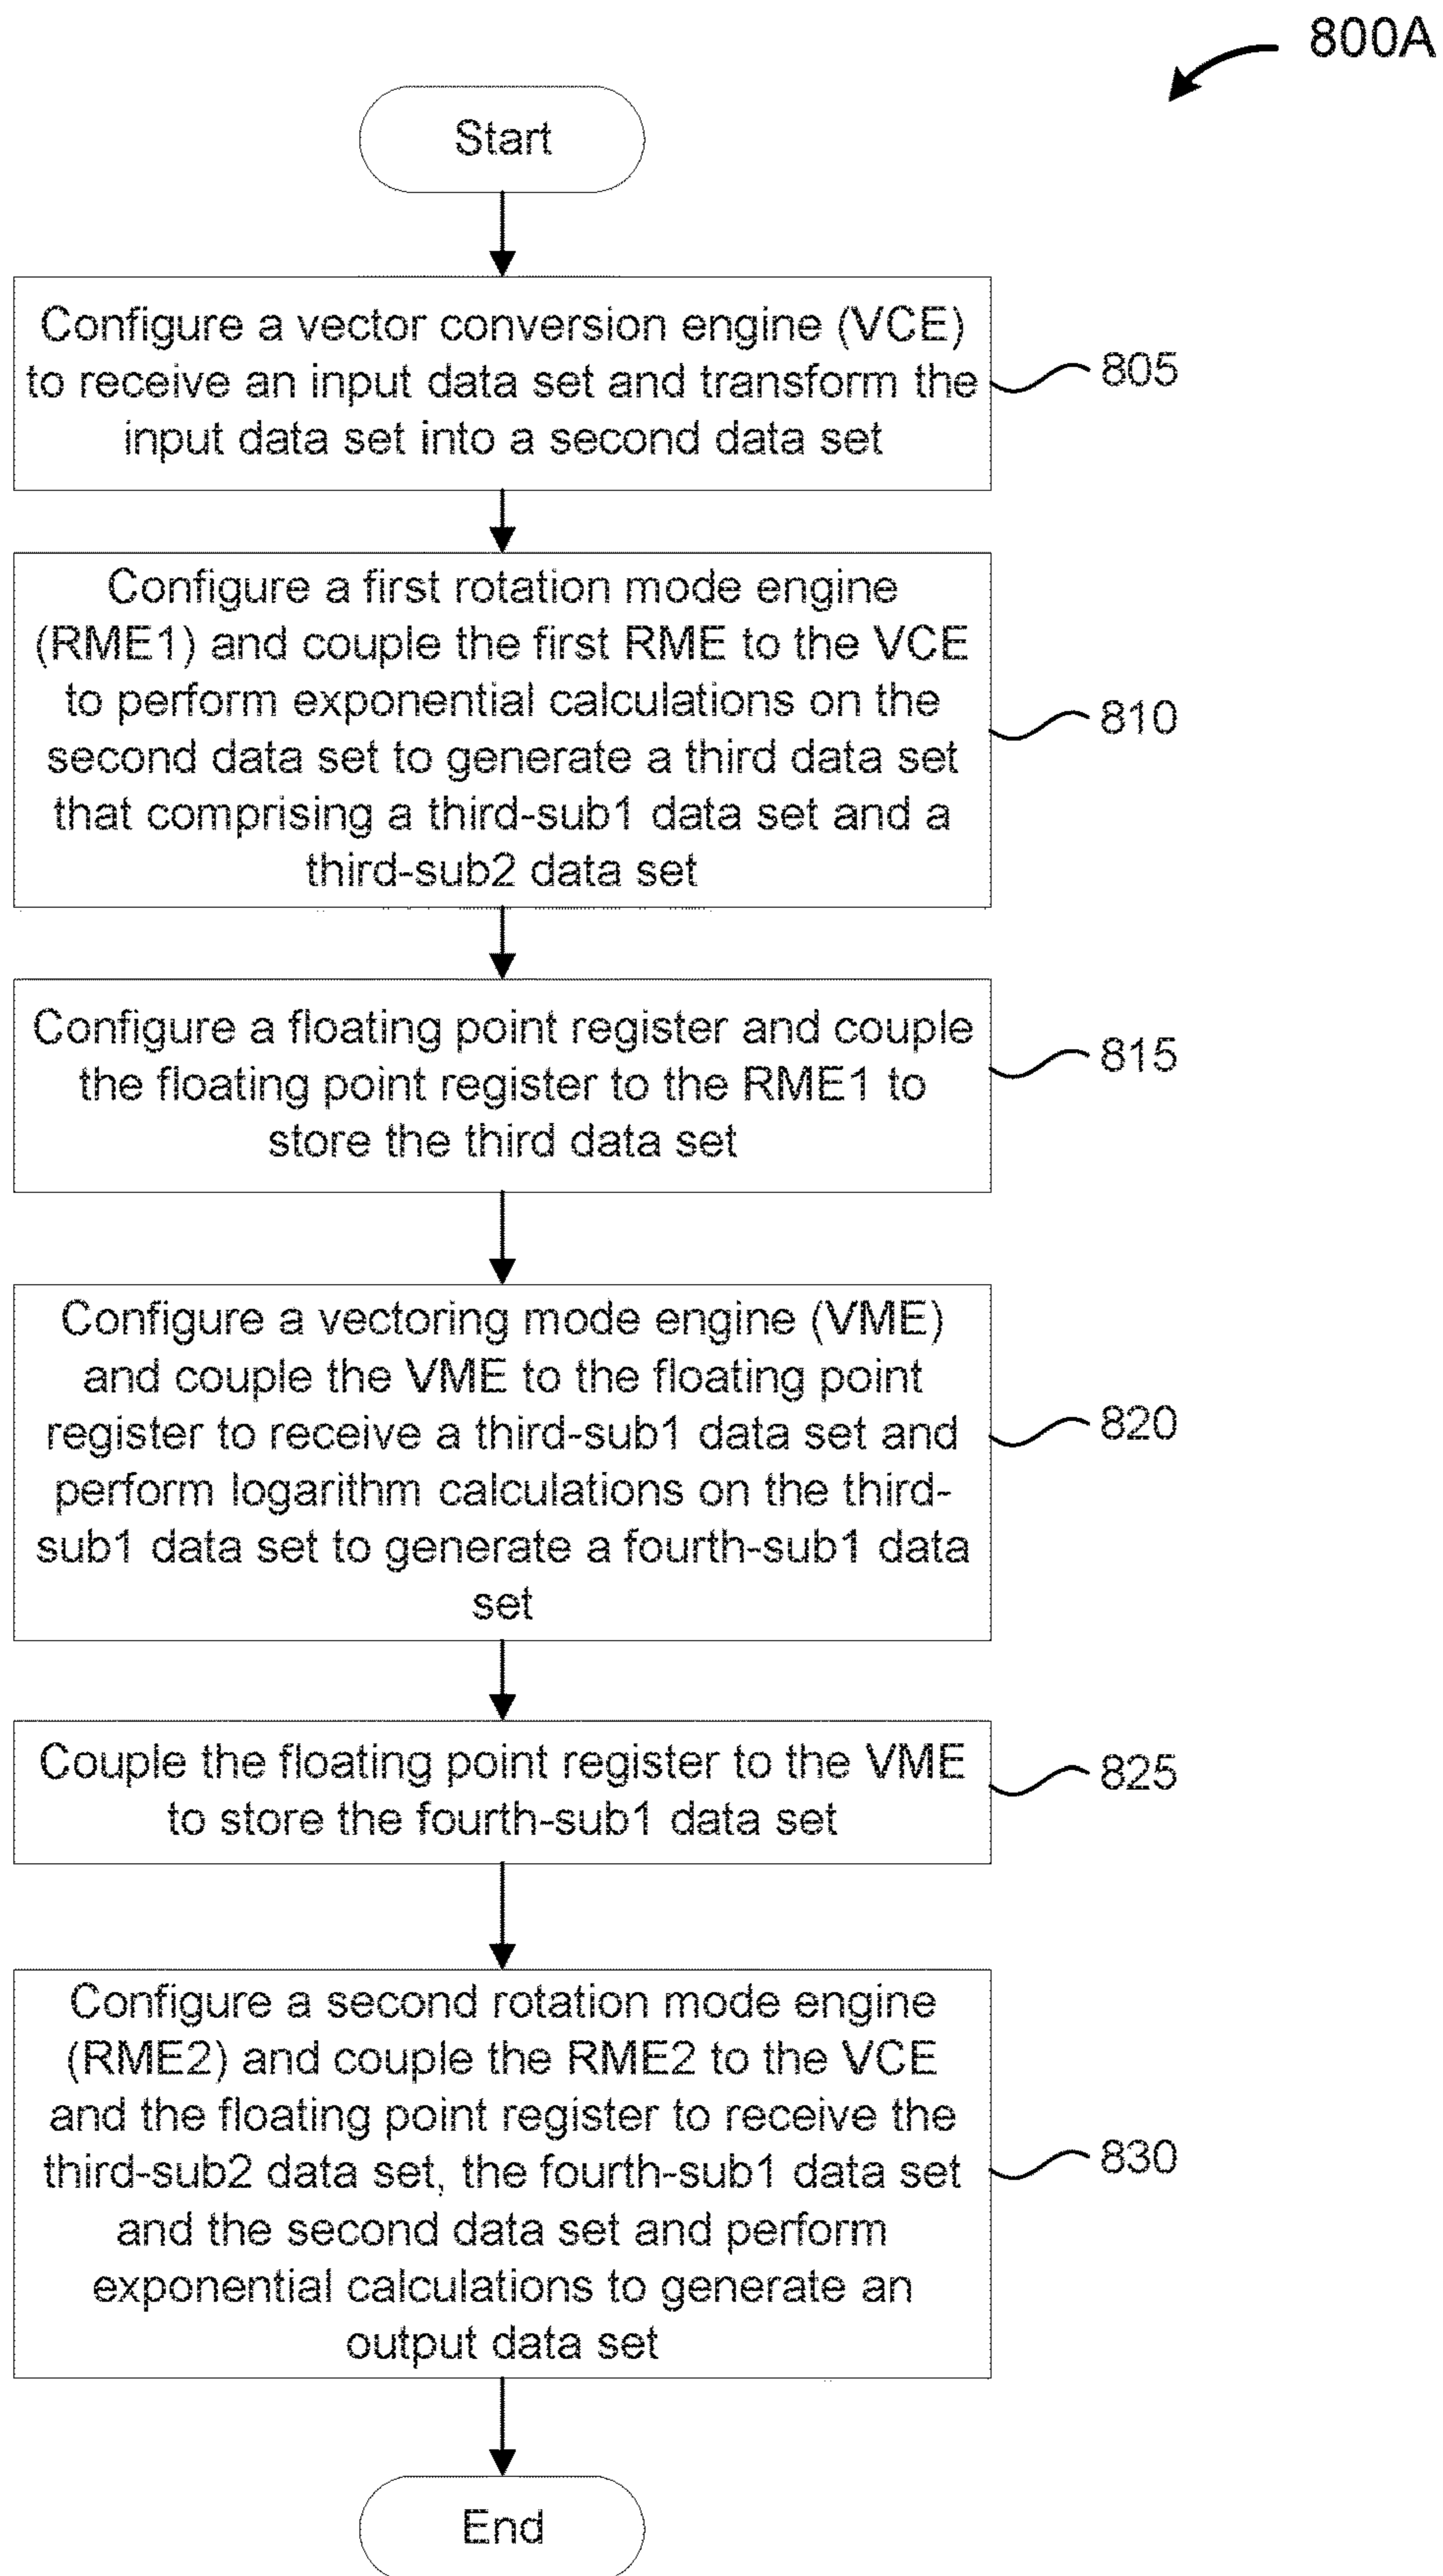 800A
Start
Configure a vector conversion engine (VCE)
to receive an input data set and transform the
input data set into a second data set
805
Configure a first rotation mode engine
(RME1) and couple the first RME to the VCE
to perform exponential calculations on the
second data set to generate a third data set
that comprising a third-sub1 data set and a
third-sub2 data set
810
Configure a floating point register and couple
the floating point register to the RME1 to
store the third data set
815
Configure a vectoring mode engine (VME)
and couple the VME to the floating point
register to receive a third-sub1 data set and
perform logarithm calculations on the third-
sub1 data set to generate a fourth-sub1 data
set
820
Couple the floating point register to the VME
to store the fourth-sub1 data set
825
Configure a second rotation mode engine
(RME2) and couple the RME2 to the VCE
and the floating point register to receive the
third-sub2 data set, the fourth-sub1 data set
and the second data set and perform
exponential calculations to generate an
output data set
830
End